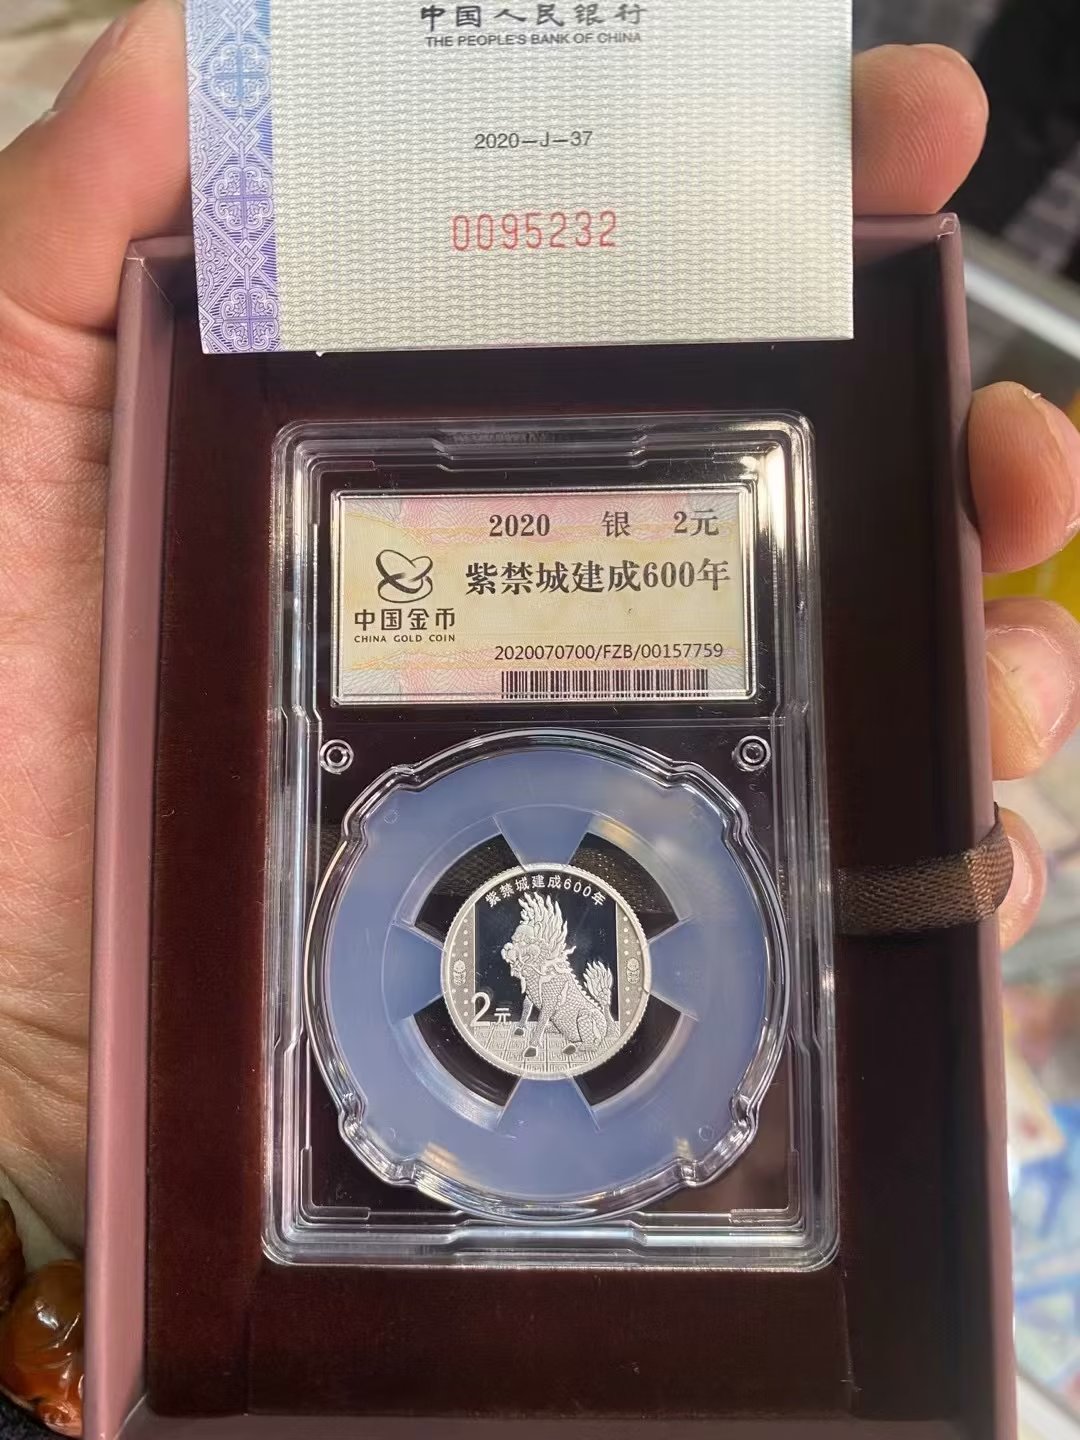 中国人民银行
THE PEOPLE'S BANK OF CHINA
2020—J—37
0095232
2020 银 2元
紫禁城建成600年
中国金币
CHINA GOLD COIN
2020070700/FZB/00157759
紫禁城建成600年
2元